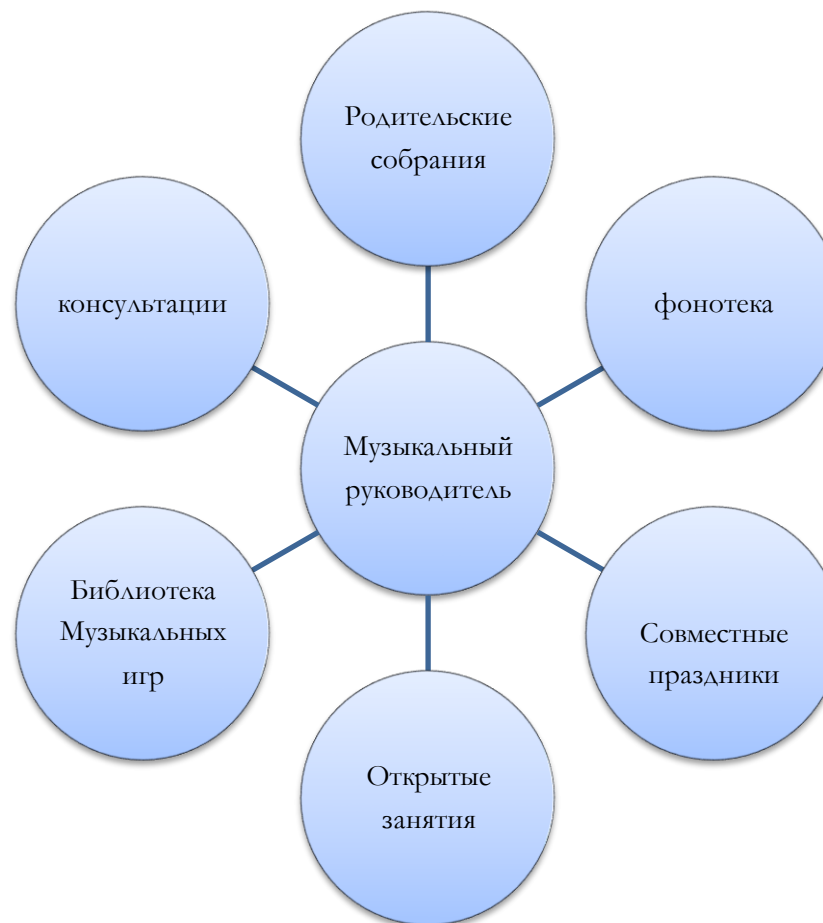 Родительские
собрания
консультации
фонотека
Музыкальный
руководитель
Библиотека
Музыкальных
игр
Совместные
праздники
Открытые
занятия